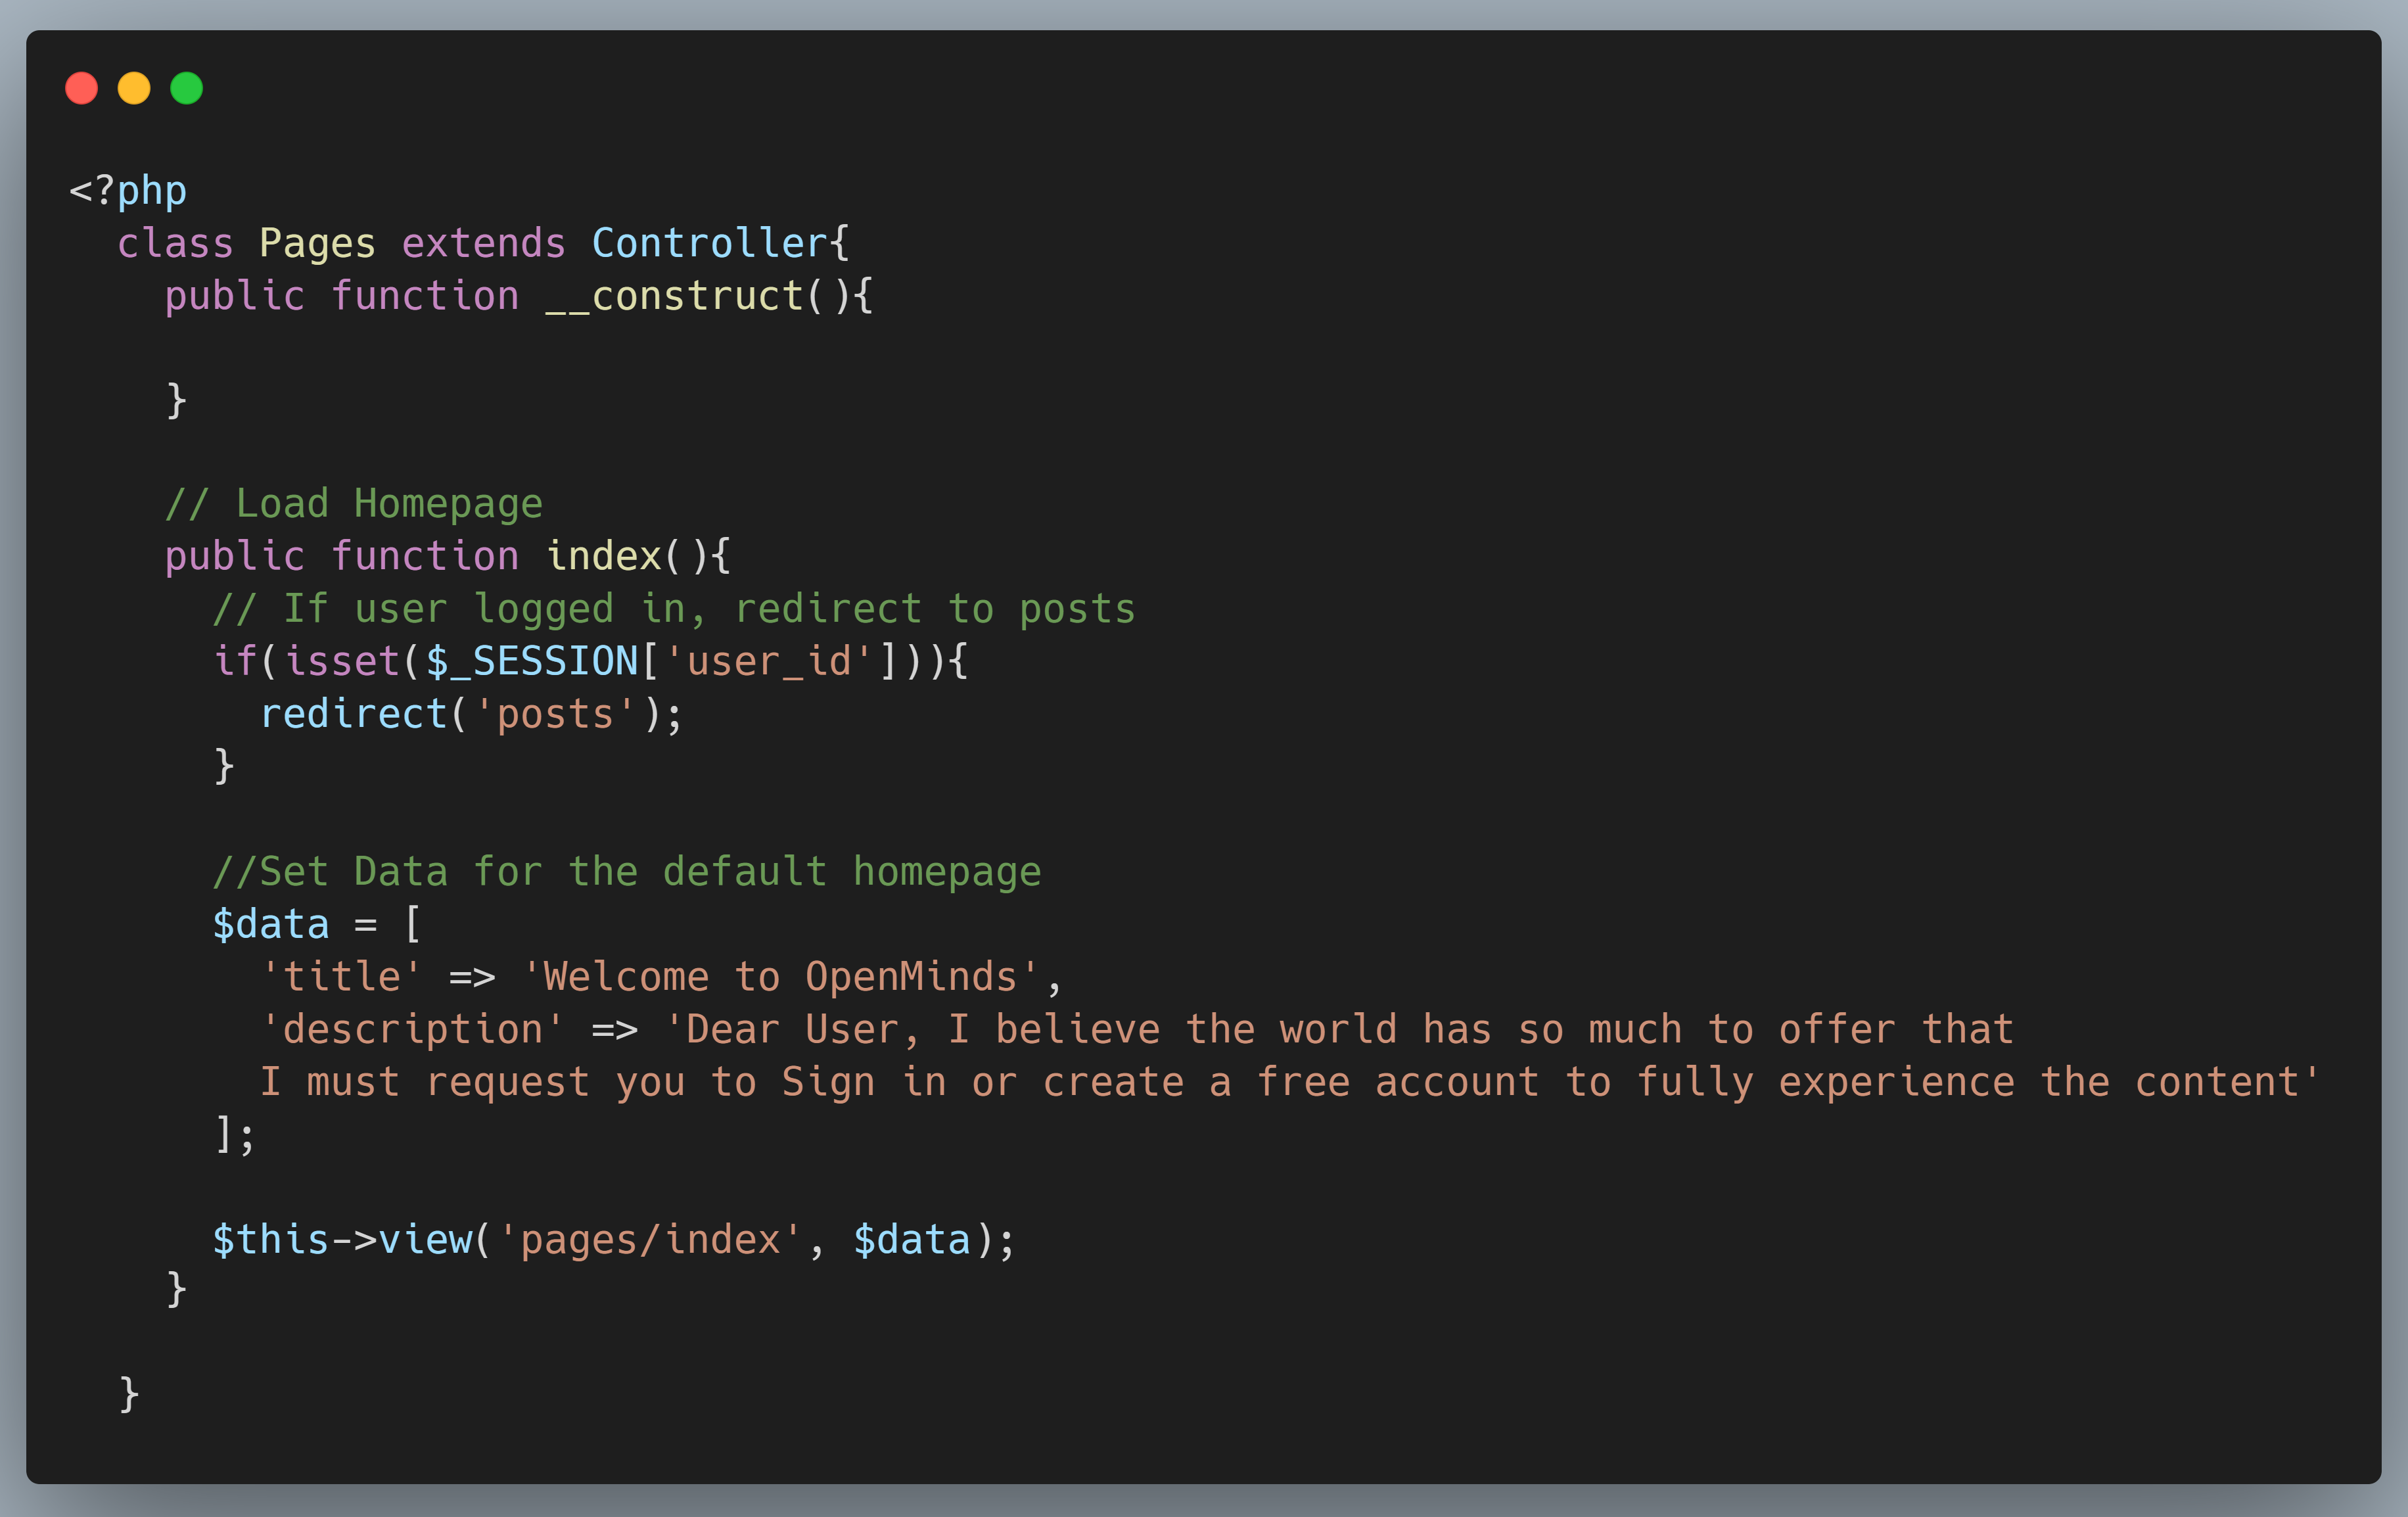 <?php
  class Pages extends Controller{
    public function __construct(){

    }

    // Load Homepage
    public function index(){
      // If user logged in, redirect to posts
      if(isset($_SESSION['user_id'])){
        redirect('posts');
      }

      //Set Data for the default homepage
      $data = [
        'title' => 'Welcome to OpenMinds',
        'description' => 'Dear User, I believe the world has so much to offer that
        I must request you to Sign in or create a free account to fully experience the content'
      ];

      $this->view('pages/index', $data);
    }

  }